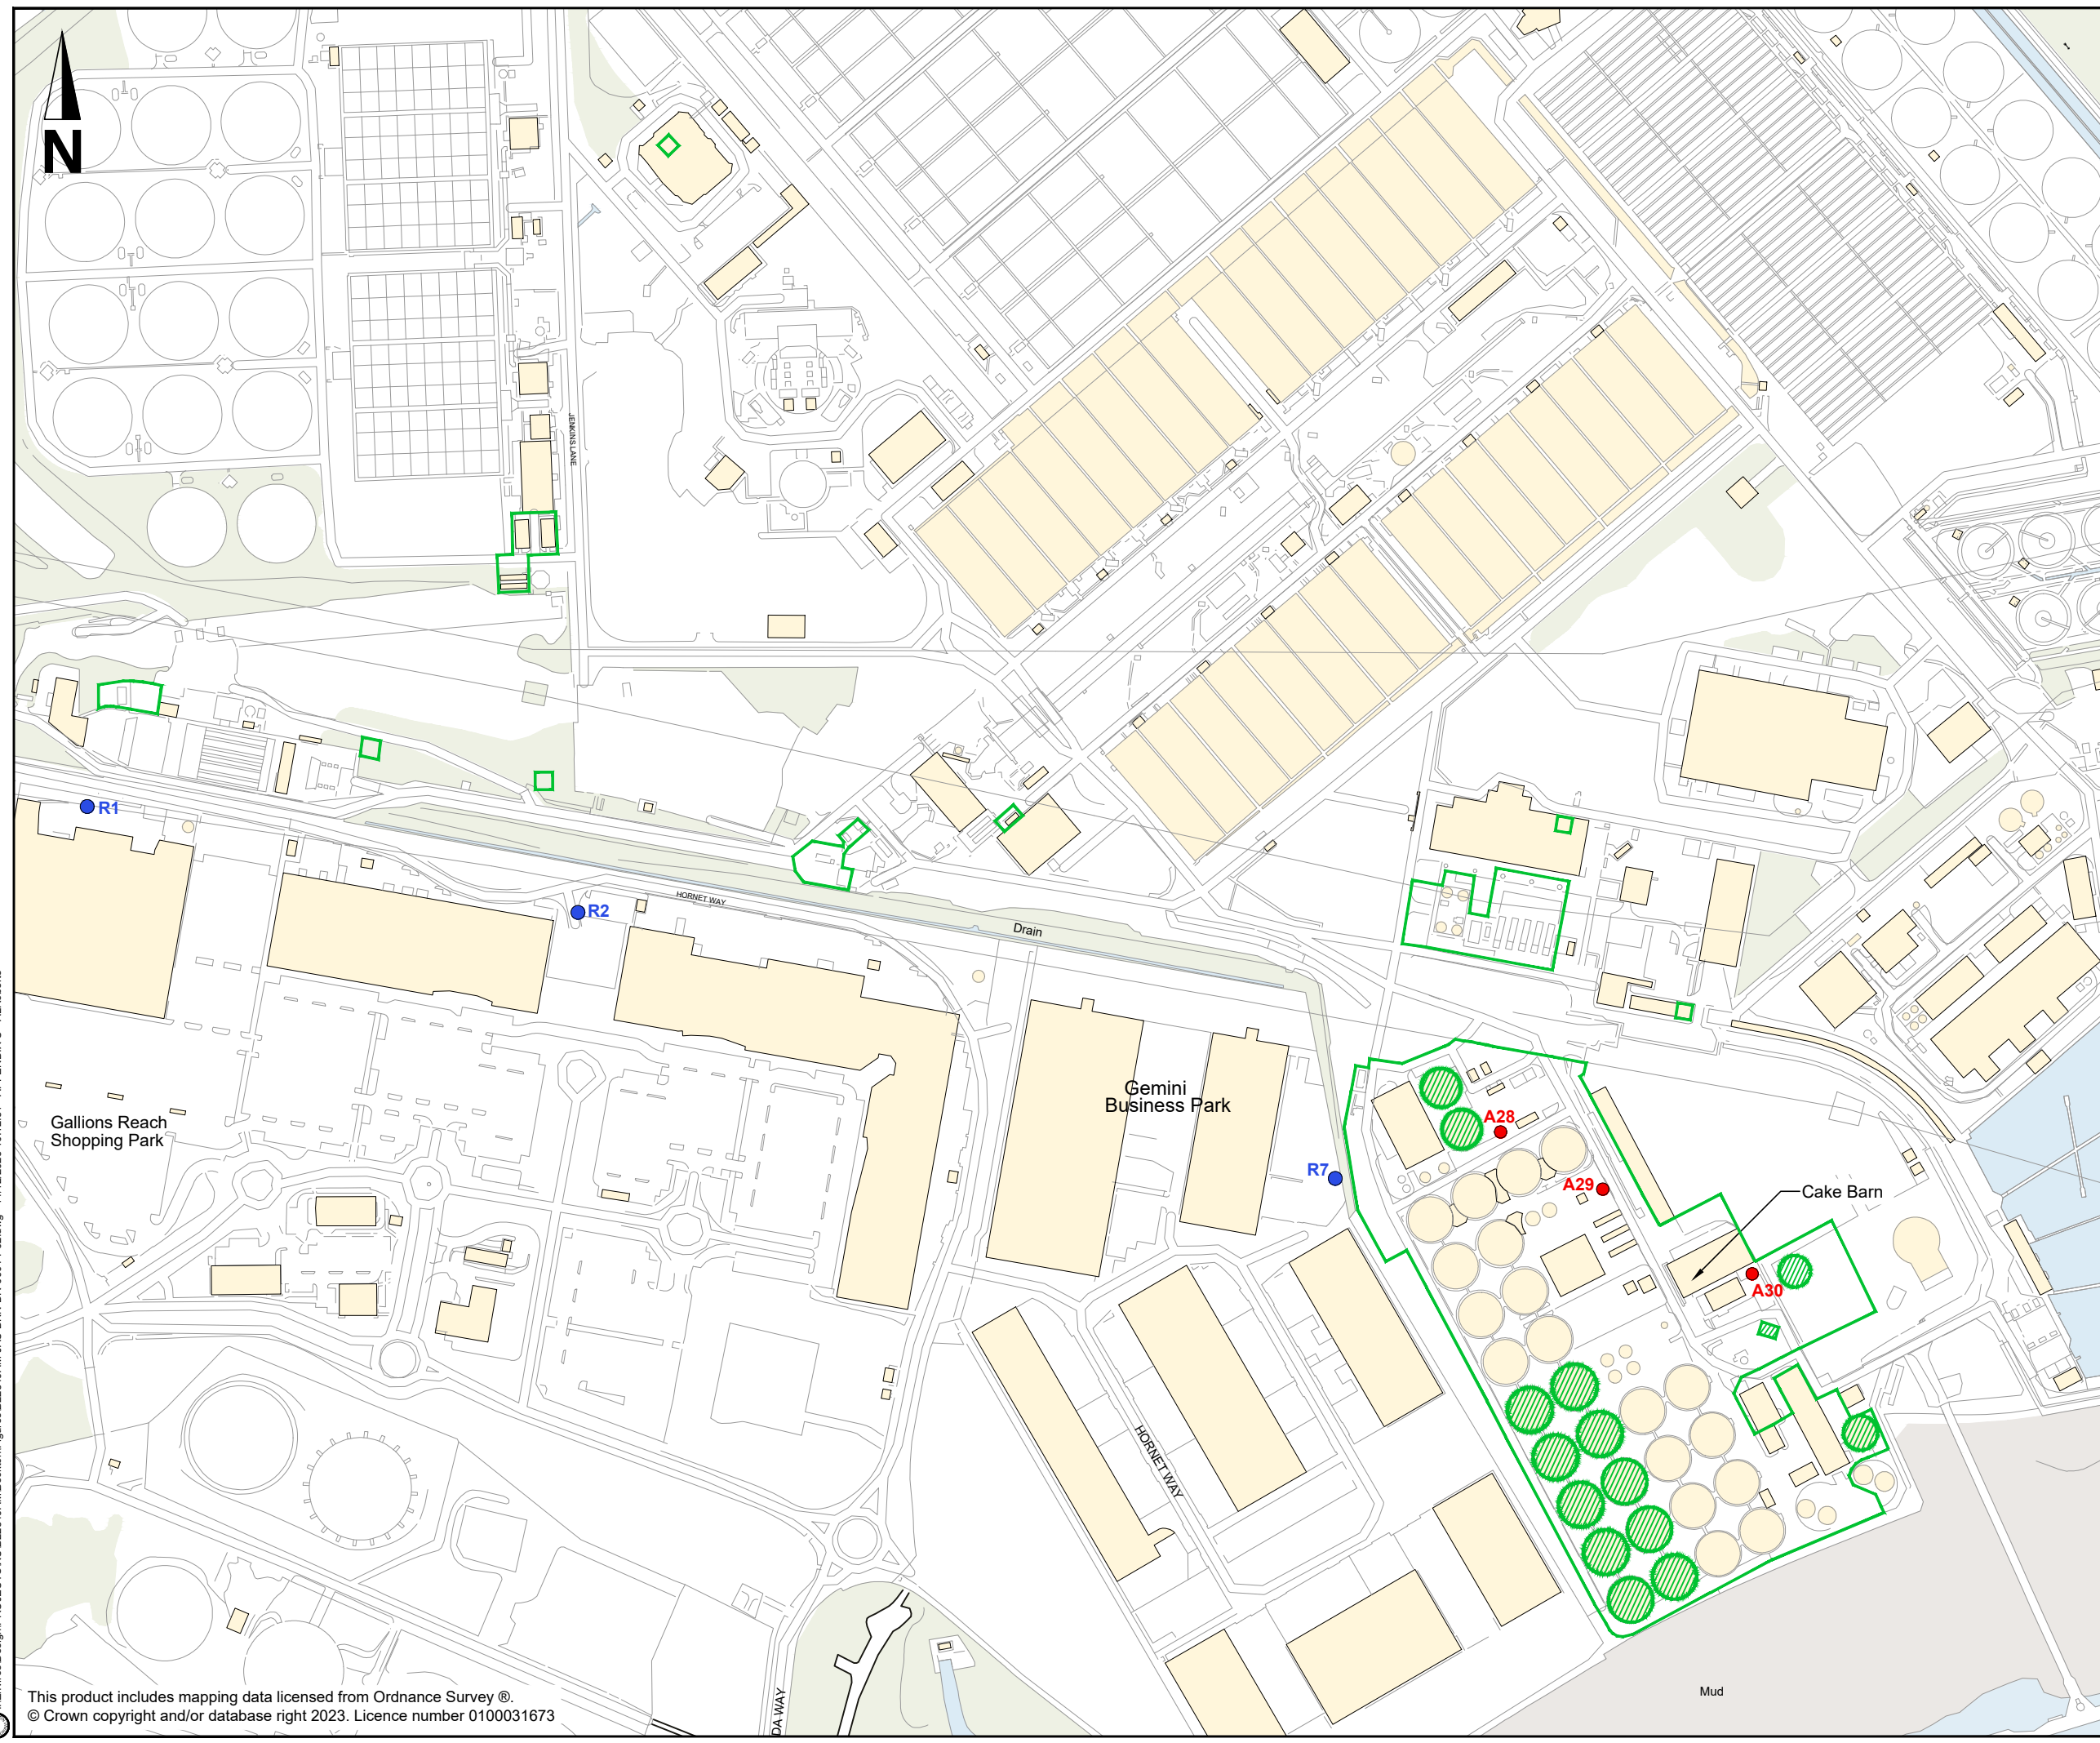 N
JENKINS LANE
R1
R2
HORNET WAY
Drain
Gemini
Business Park
Gallions Reach
Shopping Park
A28
R7
A29
Cake Barn
A30
HORNET WAY
Mud
DA WAY
This product includes mapping data licensed from Ordnance Survey ®.
© Crown copyright and/or database right 2023. Licence number 0100031673